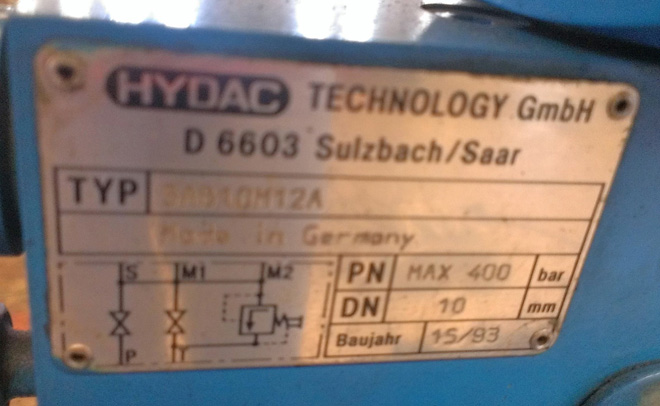 HYDAC TECHNOLOGY GmbH
D 6603 Sulzbach/Saar
TYP SAB10M12A
Made in Germany
S M1 M2
P T
PN MAX 400 bar
DN 10 mm
Baujahr 15/93